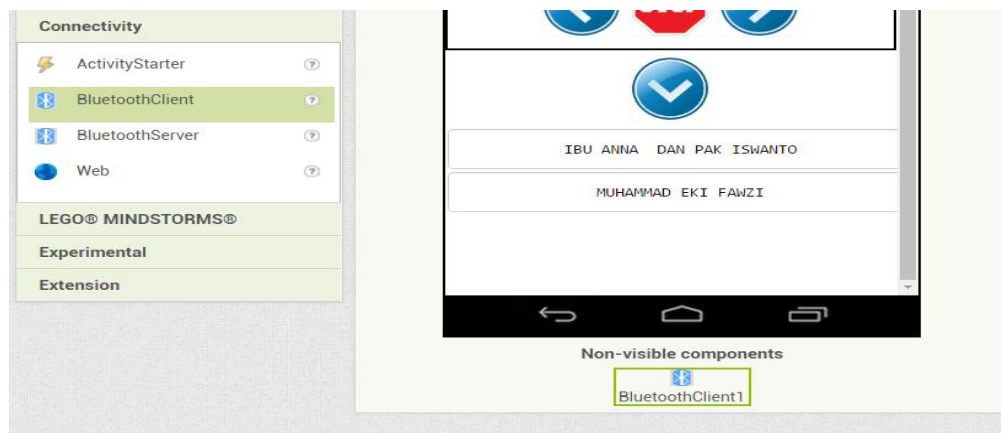 Connectivity
ActivityStarter
BluetoothClient
BluetoothServer
Web
LEGO® MINDSTORMS®
Experimental
Extension
IBU ANNA  DAN PAK ISWANTO
MUHAMMAD EKI FAWZI
Non-visible components
BluetoothClient1